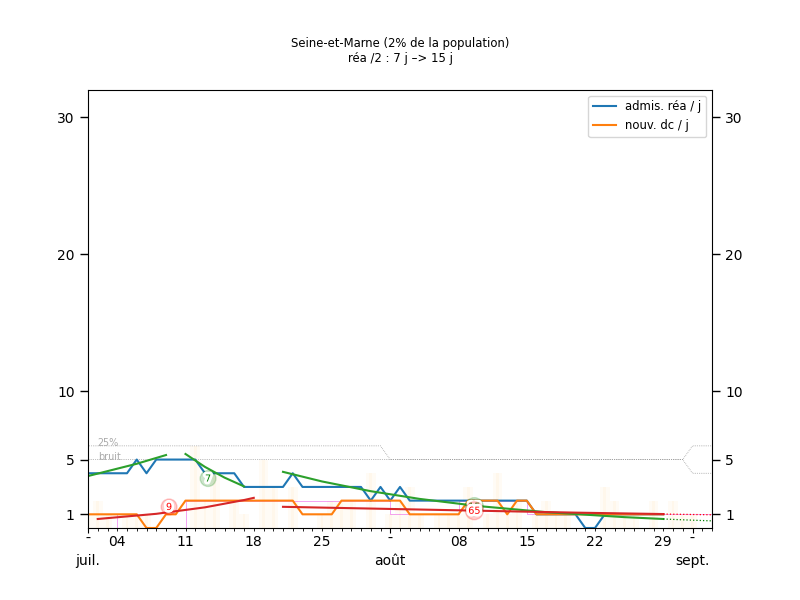 Seine-et-Marne (2% de la population)
réa /2 : 7 j –> 15 j
admis. réa / j
nouv. dc / j
30
30
20
20
10
10
25%
bruit
5
5
7
9
65
1
1
- 04 11 18 25 - 08 15 22 29 -
juil. août sept.